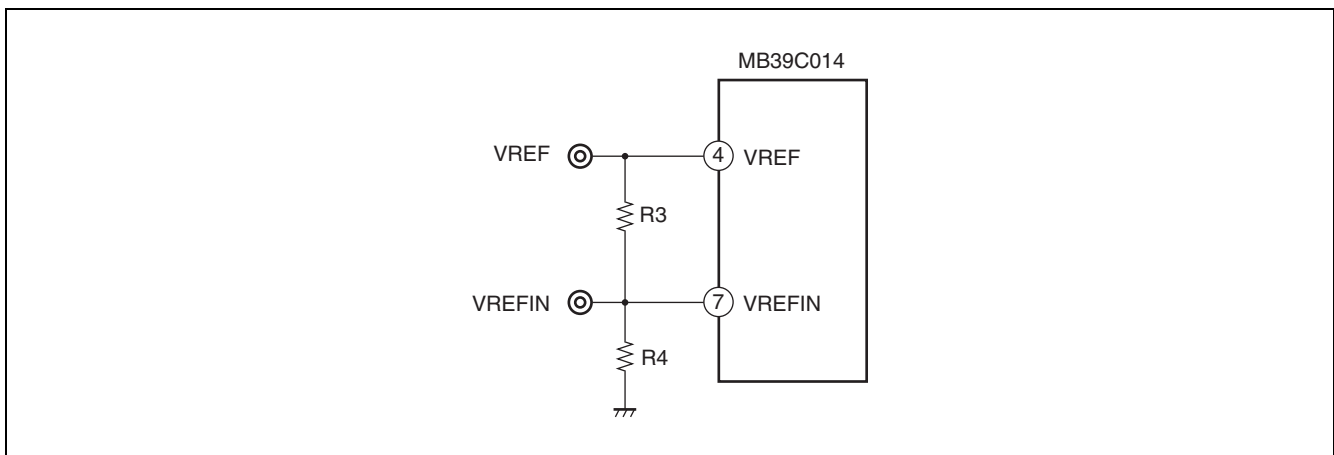 MB39C014
VREF
4
VREF
R3
VREFIN
7
VREFIN
R4